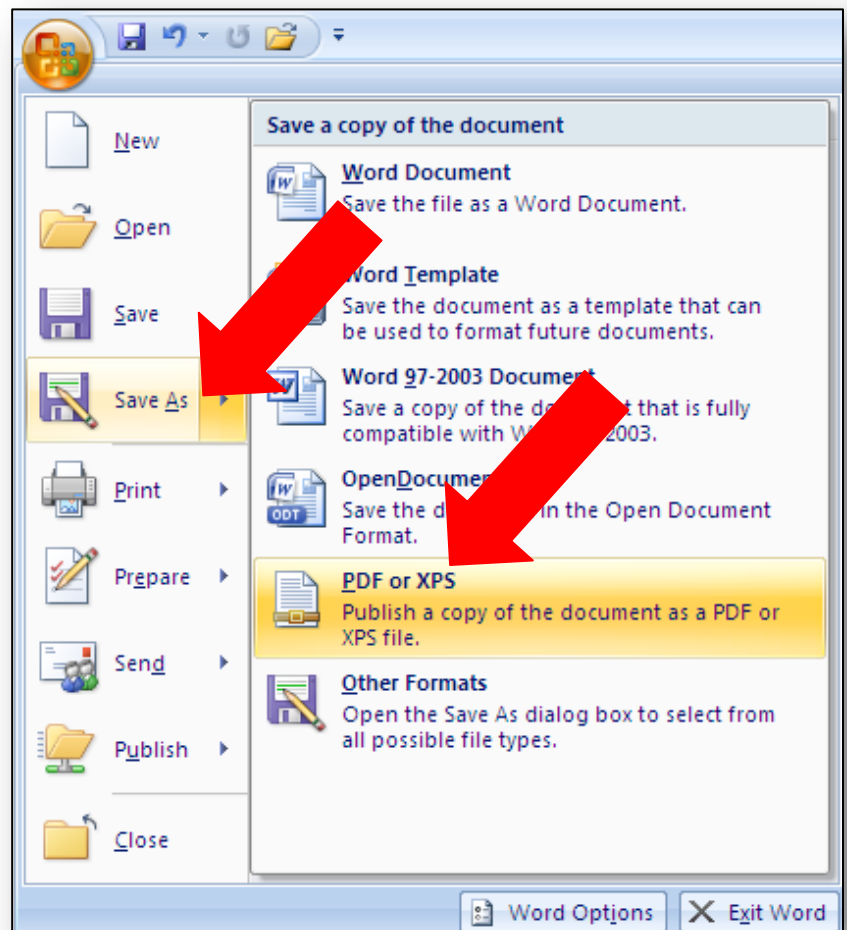 New
Open
Save
Save As
Print
Prepare
Send
Publish
Close
Save a copy of the document
Word Document
Save the file as a Word Document.
Word Template
Save the document as a template that can
be used to format future documents.
Word 97-2003 Document
Save a copy of the that is fully
compatible with 2003.
Save the in the Open Document
Format.
ODT
PDF or XPS
Publish a copy of the document as a PDF or
XPS file.
Other Formats
Open the Save As dialog box to select from
all possible file types.
Word Options
Exit Word